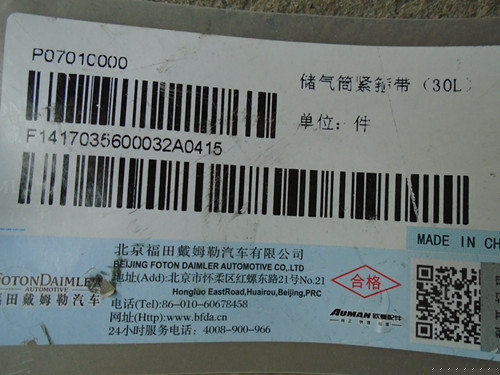 P07010000
储气筒紧箍带（30L）
单位：件
F1417035600032A0415
MADE IN CH
北京福田戴姆勒汽车有限公司
BEIJING FOTON DAIMLER AUTOMOTIVE CO.,LTD
地址(Add):北京市怀柔区红螺东路21号No.21
Hongluo EastRoad,Huairou,Beijing,PRC
电话(Tel):86-010-60678458
网址(Http):www.bfda.cn
24小时服务电话:4008-900-966
FOTONDAIMLER
AUTOMOTIVE
福田戴姆勒汽车
合格
AUMAN 欧曼配件